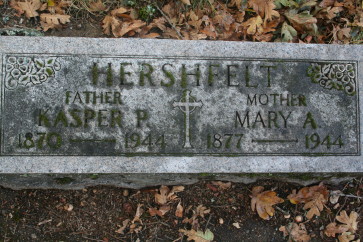 HERSHFELT
FATHER MOTHER
KASPER P. MARY A.
1870 — 1944 1877 — 1944